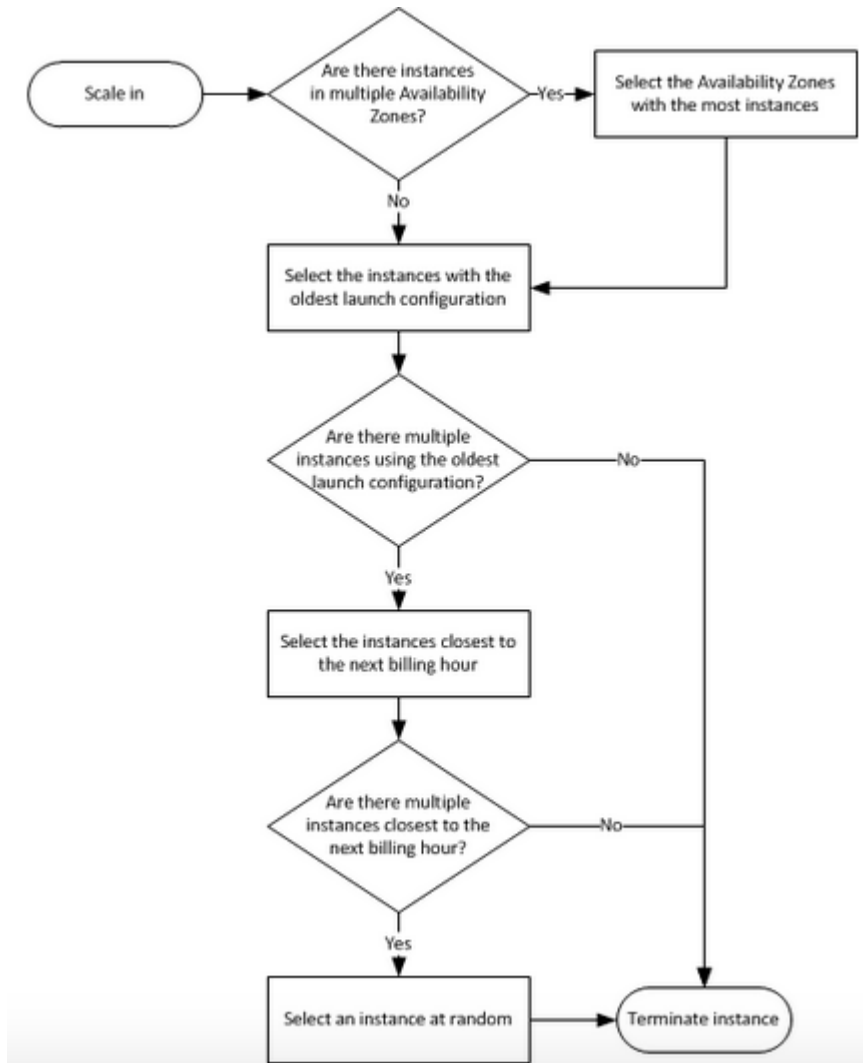 Scale in
Are there instances
in multiple Availability
Zones?
Yes
Select the Availability Zones
with the most instances
No
Select the instances with the
oldest launch configuration
Are there multiple
instances using the oldest
launch configuration?
No
Yes
Select the instances closest to
the next billing hour
Are there multiple
instances closest to the
next billing hour?
No
Yes
Select an instance at random
Terminate instance